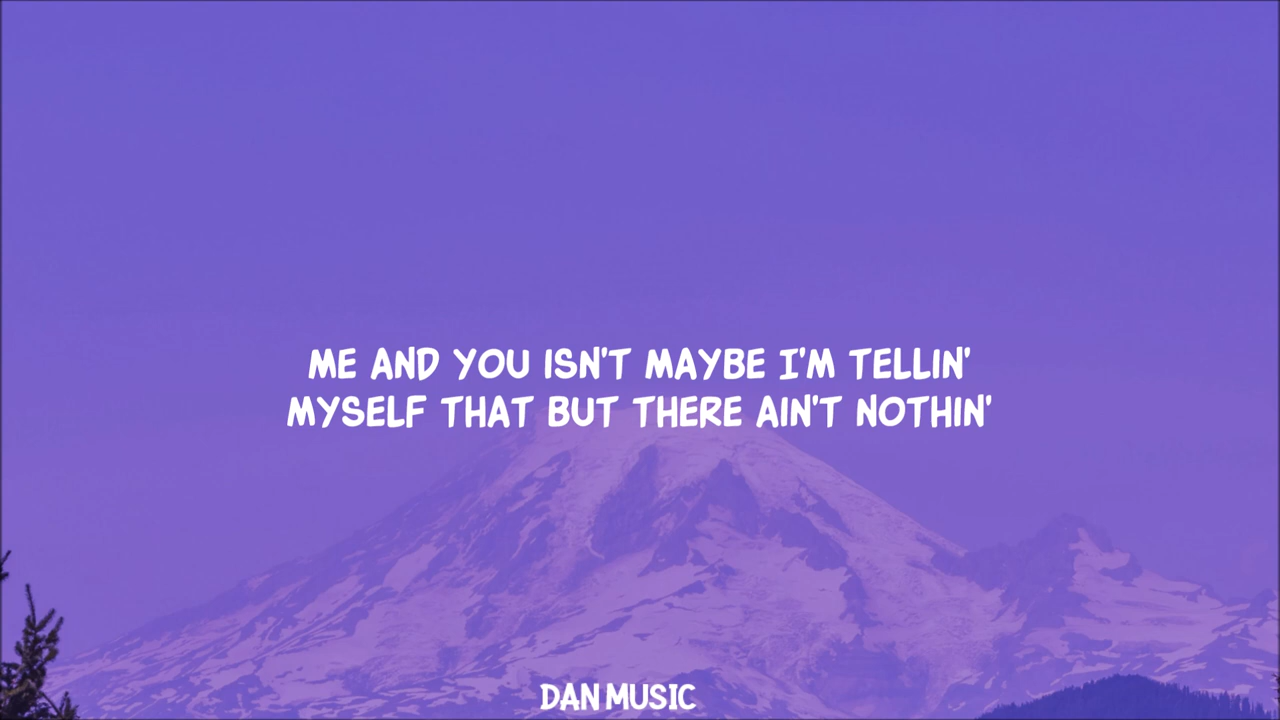 ME AND YOU ISN'T MAYBE I'M TELLIN'
MYSELF THAT BUT THERE AIN'T NOTHIN'
DAN MUSIC